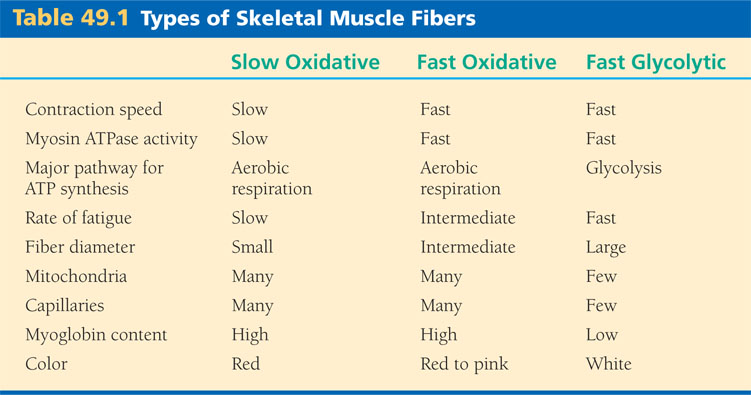 Table 49.1 Types of Skeletal Muscle Fibers
Slow Oxidative Fast Oxidative Fast Glycolytic
Contraction speed Slow Fast Fast
Myosin ATPase activity Slow Fast Fast
Major pathway for Aerobic Aerobic Glycolysis
ATP synthesis respiration respiration
Rate of fatigue Slow Intermediate Fast
Fiber diameter Small Intermediate Large
Mitochondria Many Many Few
Capillaries Many Many Few
Myoglobin content High High Low
Color Red Red to pink White